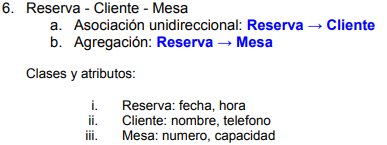 6. Reserva - Cliente - Mesa
a. Asociación unidireccional: Reserva → Cliente
b. Agregación: Reserva → Mesa
Clases y atributos:
i. Reserva: fecha, hora
ii. Cliente: nombre, telefono
iii. Mesa: numero, capacidad